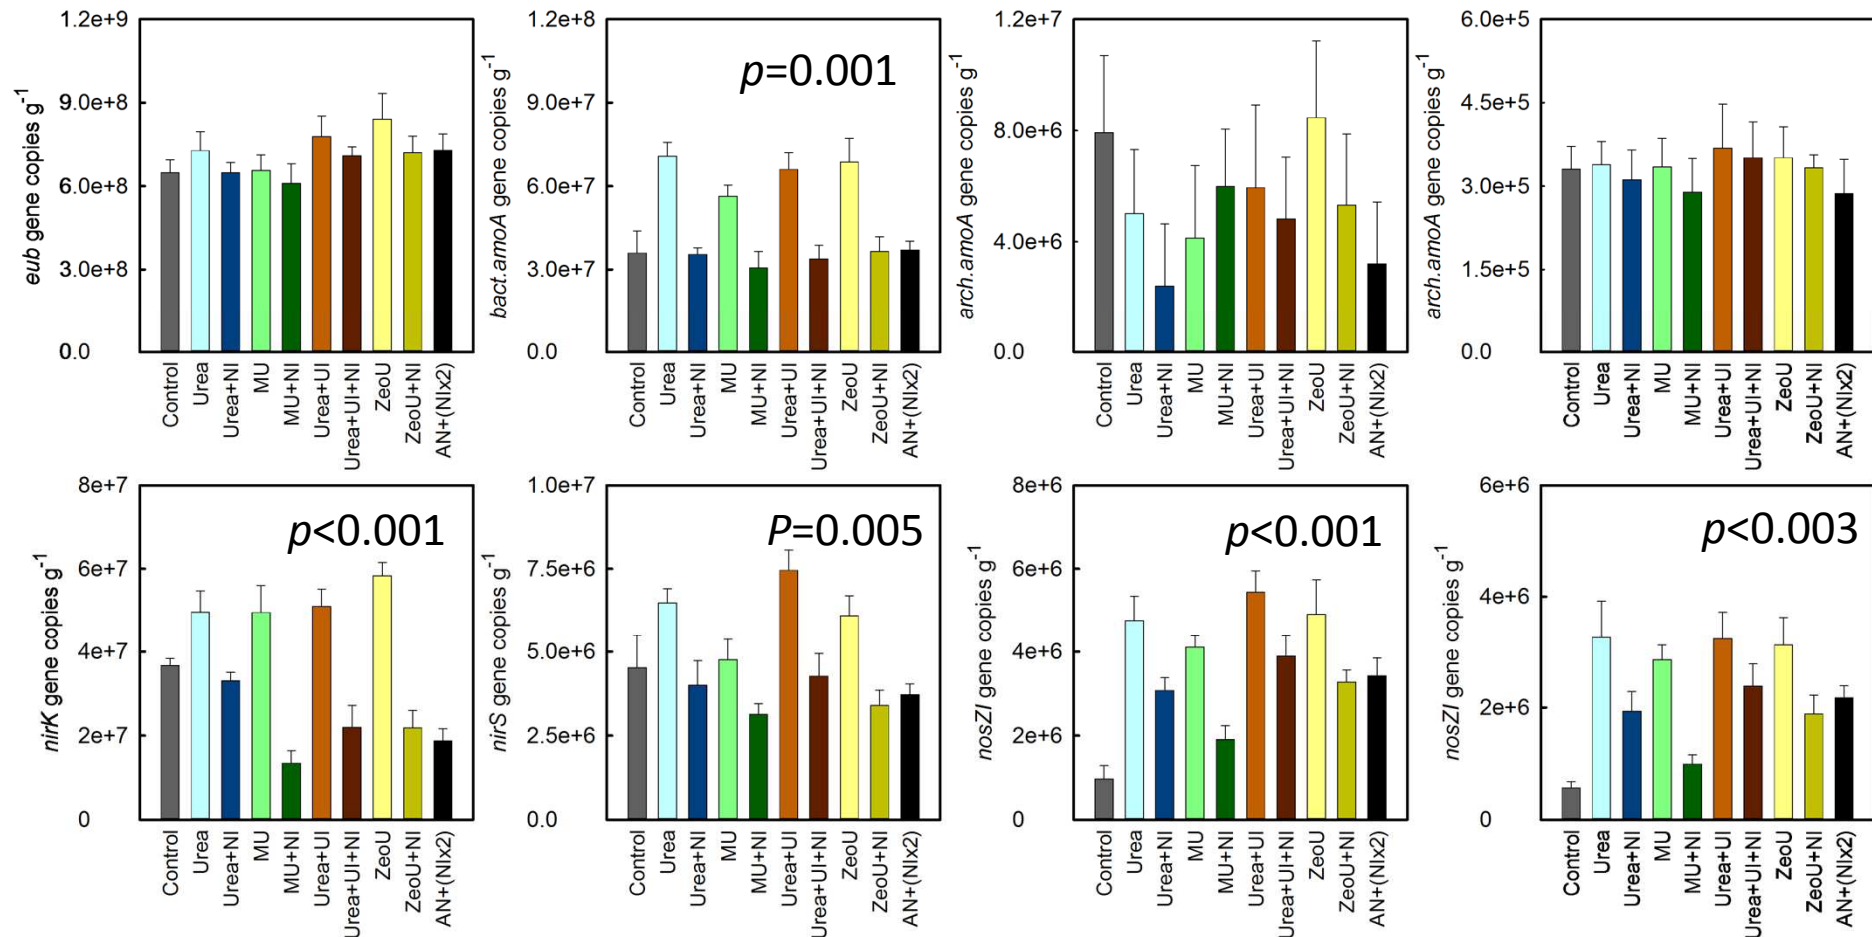 eub gene copies g-1
1.2e+9
9.0e+8
6.0e+8
3.0e+8
0.0
Control
Urea
Urea+NI
MU
MU+NI
Urea+UI
Urea+UI+NI
ZeoU
ZeoU+NI
AN+(NIx2)
bact.amoA gene copies g-1
1.2e+8
9.0e+7
6.0e+7
3.0e+7
0.0
p=0.001
Control
Urea
Urea+NI
MU
MU+NI
Urea+UI
Urea+UI+NI
ZeoU
ZeoU+NI
AN+(NIx2)
arch.amoA gene copies g-1
1.2e+7
8.0e+6
4.0e+6
0.0
Control
Urea
Urea+NI
MU
MU+NI
Urea+UI
Urea+UI+NI
ZeoU
ZeoU+NI
AN+(NIx2)
arch.amoA gene copies g-1
6.0e+5
4.5e+5
3.0e+5
1.5e+5
0.0
Control
Urea
Urea+NI
MU
MU+NI
Urea+UI
Urea+UI+NI
ZeoU
ZeoU+NI
AN+(NIx2)
nirK gene copies g-1
8e+7
6e+7
4e+7
2e+7
0
p<0.001
Control
Urea
Urea+NI
MU
MU+NI
Urea+UI
Urea+UI+NI
ZeoU
ZeoU+NI
AN+(NIx2)
nirS gene copies g-1
1.0e+7
7.5e+6
5.0e+6
2.5e+6
0.0
P=0.005
Control
Urea
Urea+NI
MU
MU+NI
Urea+UI
Urea+UI+NI
ZeoU
ZeoU+NI
AN+(NIx2)
nosZI gene copies g-1
8e+6
6e+6
4e+6
2e+6
0
p<0.001
Control
Urea
Urea+NI
MU
MU+NI
Urea+UI
Urea+UI+NI
ZeoU
ZeoU+NI
AN+(NIx2)
nosZI gene copies g-1
6e+6
4e+6
2e+6
0
p<0.003
Control
Urea
Urea+NI
MU
MU+NI
Urea+UI
Urea+UI+NI
ZeoU
ZeoU+NI
AN+(NIx2)